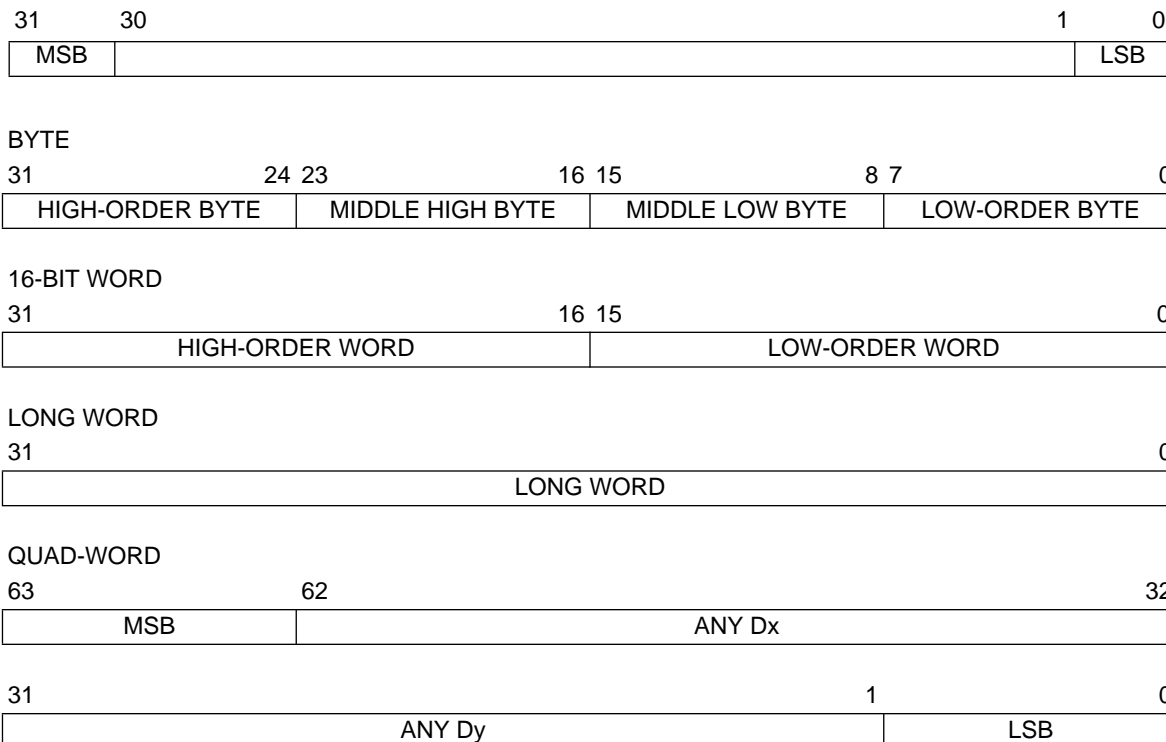 31 30 1 0
MSB LSB
BYTE
31 24 23 16 15 8 7 0
HIGH-ORDER BYTE MIDDLE HIGH BYTE MIDDLE LOW BYTE LOW-ORDER BYTE
16-BIT WORD
31 16 15 0
HIGH-ORDER WORD LOW-ORDER WORD
LONG WORD
31 0
LONG WORD
QUAD-WORD
63 62 32
MSB ANY Dx
31 1 0
ANY Dy LSB